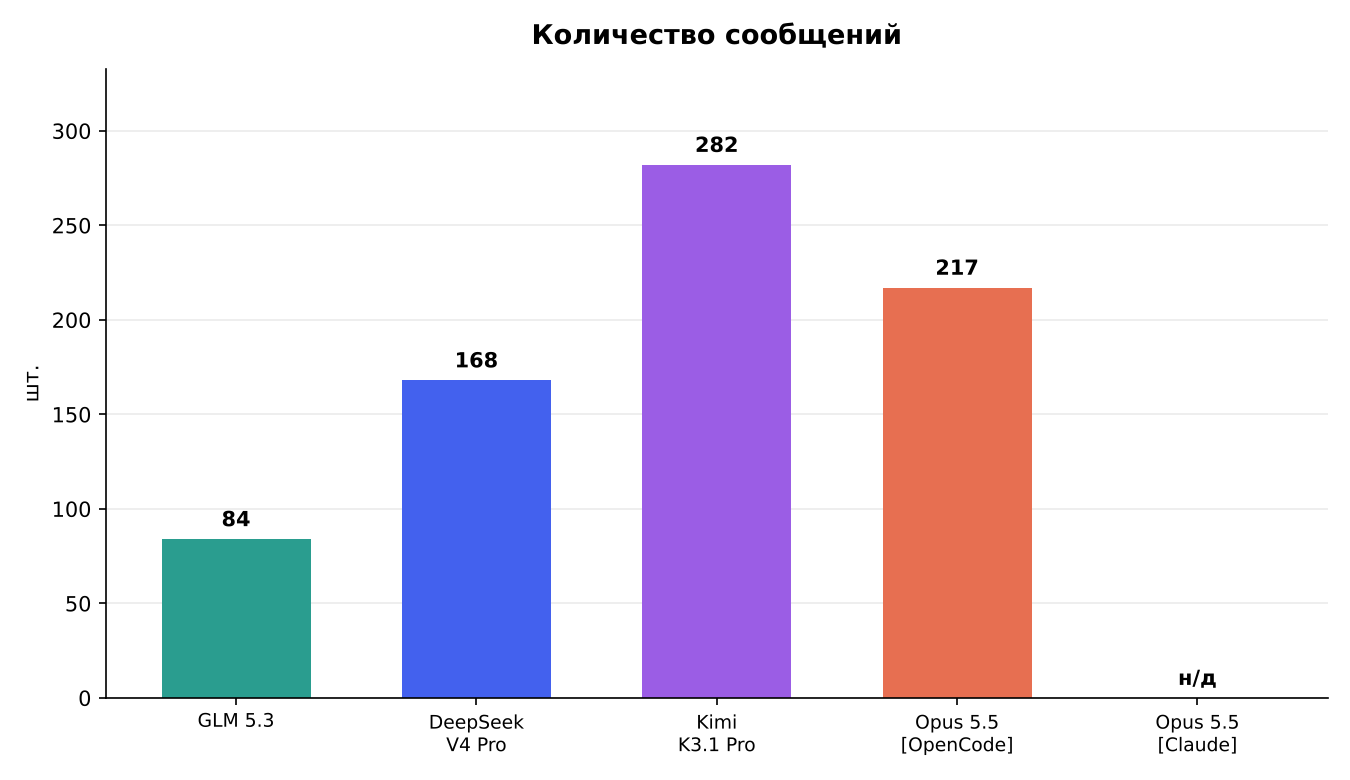 Количество сообщений
шт.
300
250
200
150
100
50
0
84
168
282
217
н/д
GLM 5.3
DeepSeek
V4 Pro
Kimi
K3.1 Pro
Opus 5.5
[OpenCode]
Opus 5.5
[Claude]